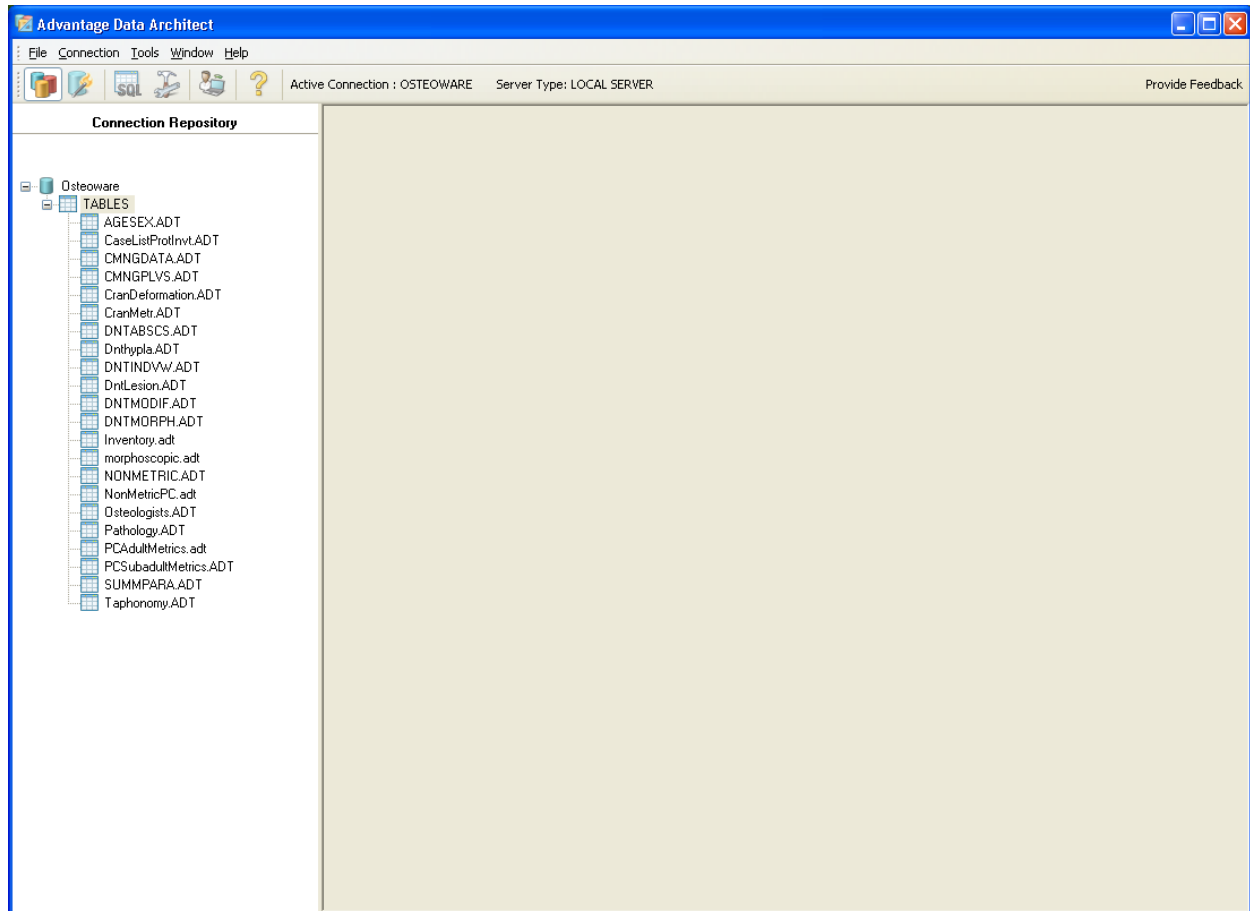 Advantage Data Architect
File Connection Tools Window Help
SQL Active Connection : OSTEOWARE Server Type: LOCAL SERVER Provide Feedback
Connection Repository
Osteoware
TABLES
AGESEX.ADT
CaseListProtInvt.ADT
CMNGDATA.ADT
CMNGPLVS.ADT
CranDeformation.ADT
CranMetr.ADT
DNTABSCS.ADT
Dnthypla.ADT
DNTINDVW.ADT
DntLesion.ADT
DNTMODIF.ADT
DNTMORPH.ADT
Inventory.adt
morphoscopic.adt
NONMETRIC.ADT
NonMetricPC.adt
Osteologists.ADT
Pathology.ADT
PCAdultMetrics.adt
PCSubadultMetrics.ADT
SUMMPARA.ADT
Taphonomy.ADT